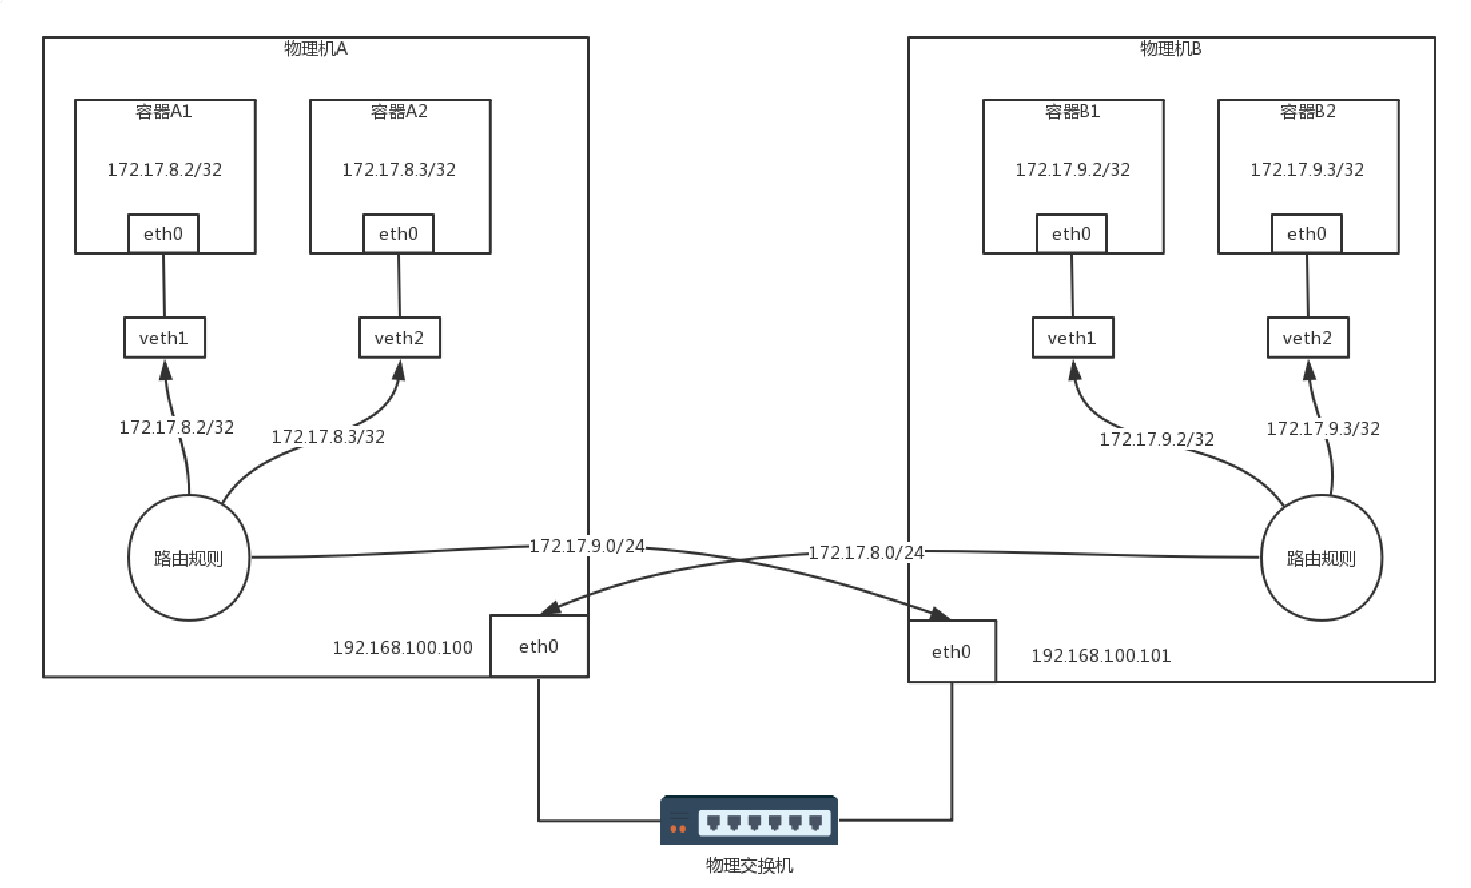 物理机A
物理机B
容器A1
容器A2
容器B1
容器B2
172.17.8.2/32
172.17.8.3/32
172.17.9.2/32
172.17.9.3/32
eth0
eth0
eth0
eth0
veth1
veth2
veth1
veth2
172.17.8.2/32
172.17.8.3/32
172.17.9.2/32
172.17.9.3/32
172.17.9.0/24
172.17.8.0/24
路由规则
路由规则
192.168.100.100
eth0
eth0
192.168.100.101
物理交换机